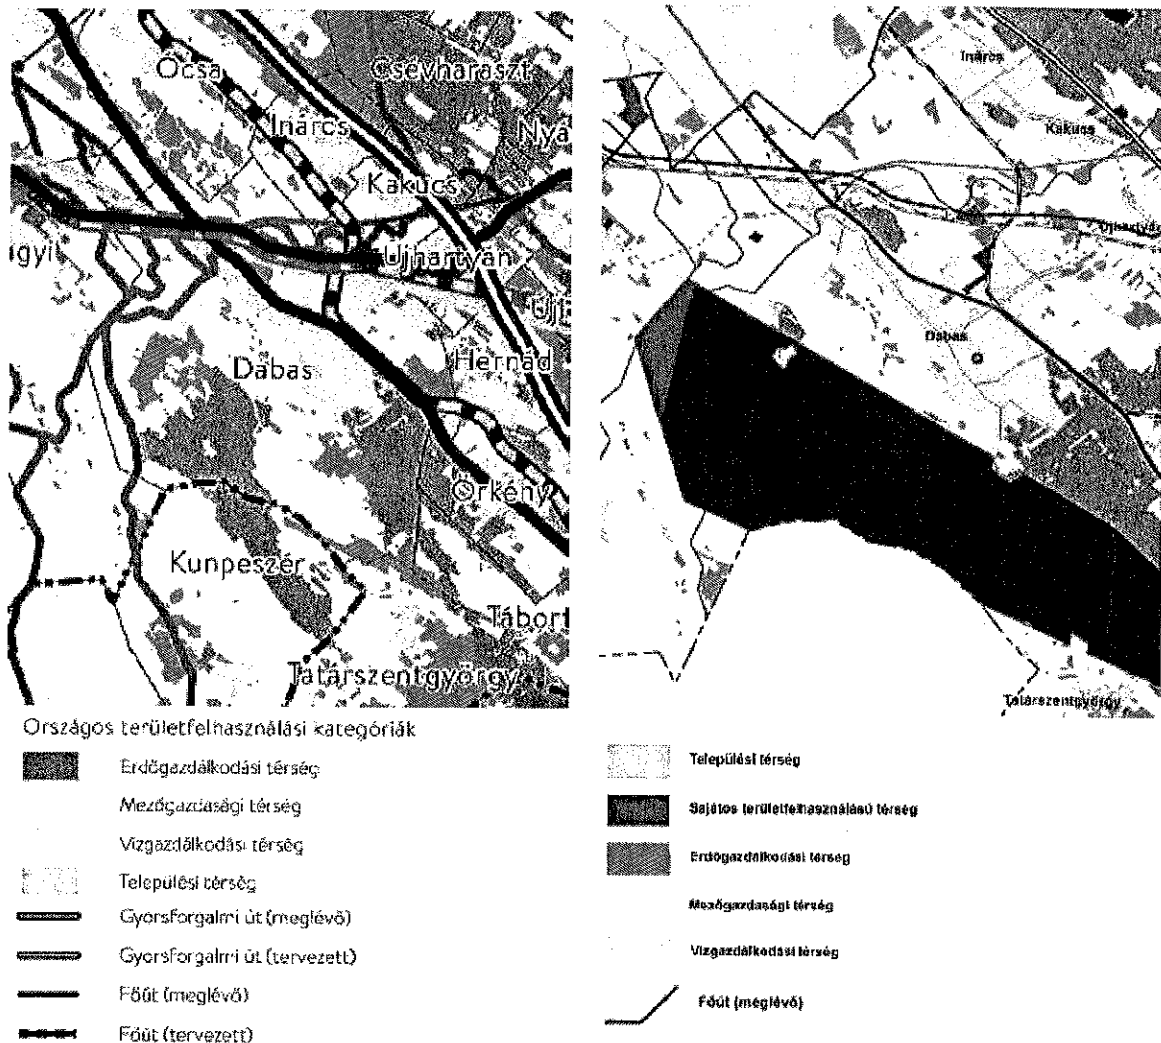 Ócsa
Csévharaszt
Inárcs
Kakucs
Újhartyán
Hernád
Dabas
Örkény
Kunpeszér
Tatárszentgyörgy
Inárcs
Kakucs
Újhartyán
Dabas
Tatárszentgyörgy
Országos területfelhasználási kategóriák
Erdőgazdálkodási térség
Mezőgazdasági térség
Vízgazdálkodási térség
Települési térség
Gyorsforgalmi út (meglévő)
Gyorsforgalmi út (tervezett)
Főút (meglévő)
Főút (tervezett)
Települési térség
Sajátos területfelhasználású térség
Erdőgazdálkodási térség
Mezőgazdasági térség
Vízgazdálkodási térség
Főút (meglévő)